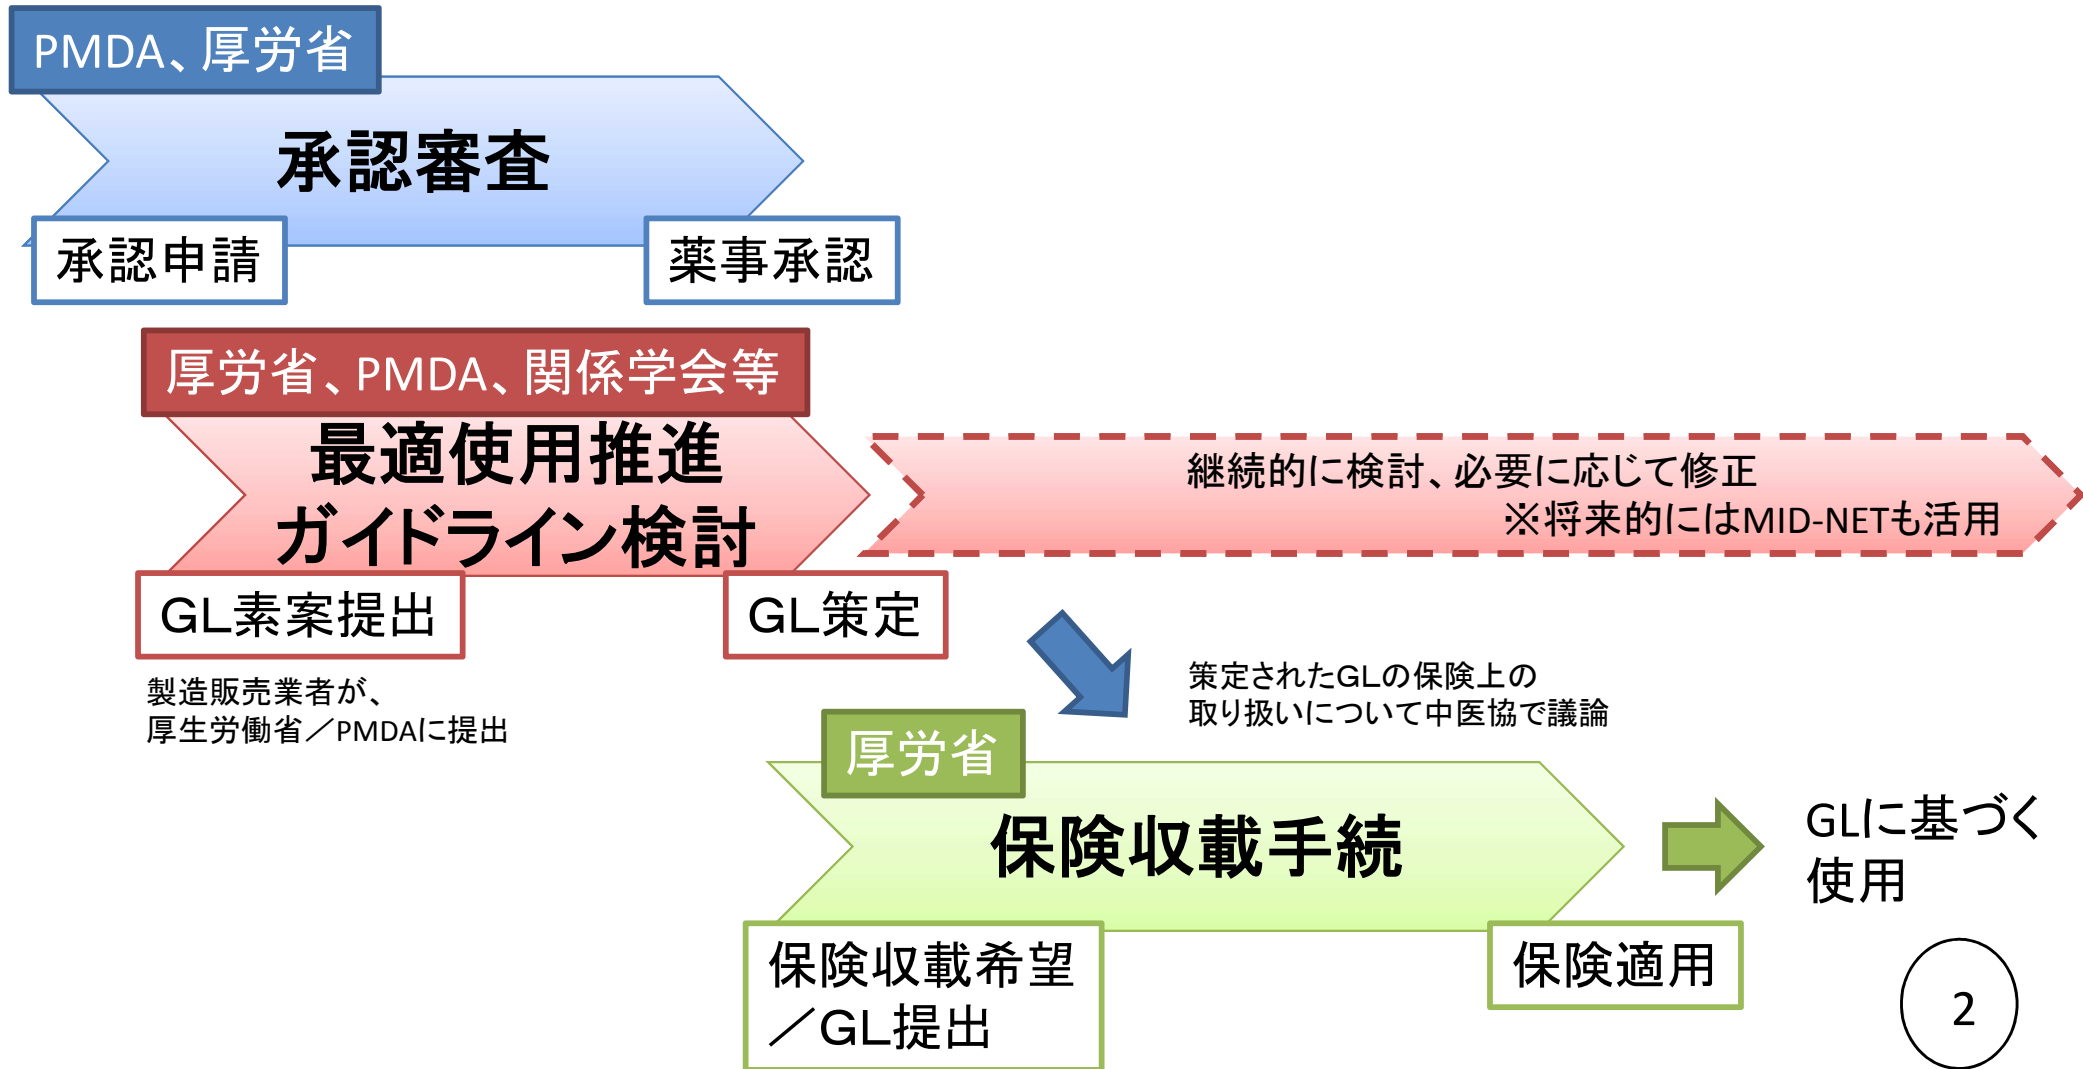 PMDA、厚労省
承認審査
承認申請
薬事承認
厚労省、PMDA、関係学会等
最適使用推進
ガイドライン検討
継続的に検討、必要に応じて修正
※将来的にはMID-NETも活用
GL素案提出
GL策定
製造販売業者が、
厚生労働省／PMDAに提出
策定されたGLの保険上の
取り扱いについて中医協で議論
厚労省
保険収載手続
GLに基づく
使用
保険収載希望
／GL提出
保険適用
2